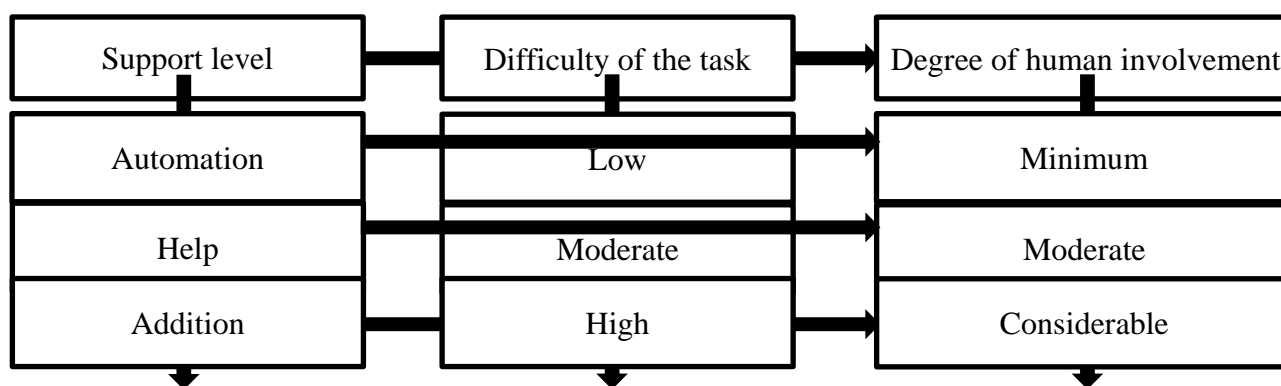 Support level
Difficulty of the task
Degree of human involvement
Automation
Low
Minimum
Help
Moderate
Moderate
Addition
High
Considerable